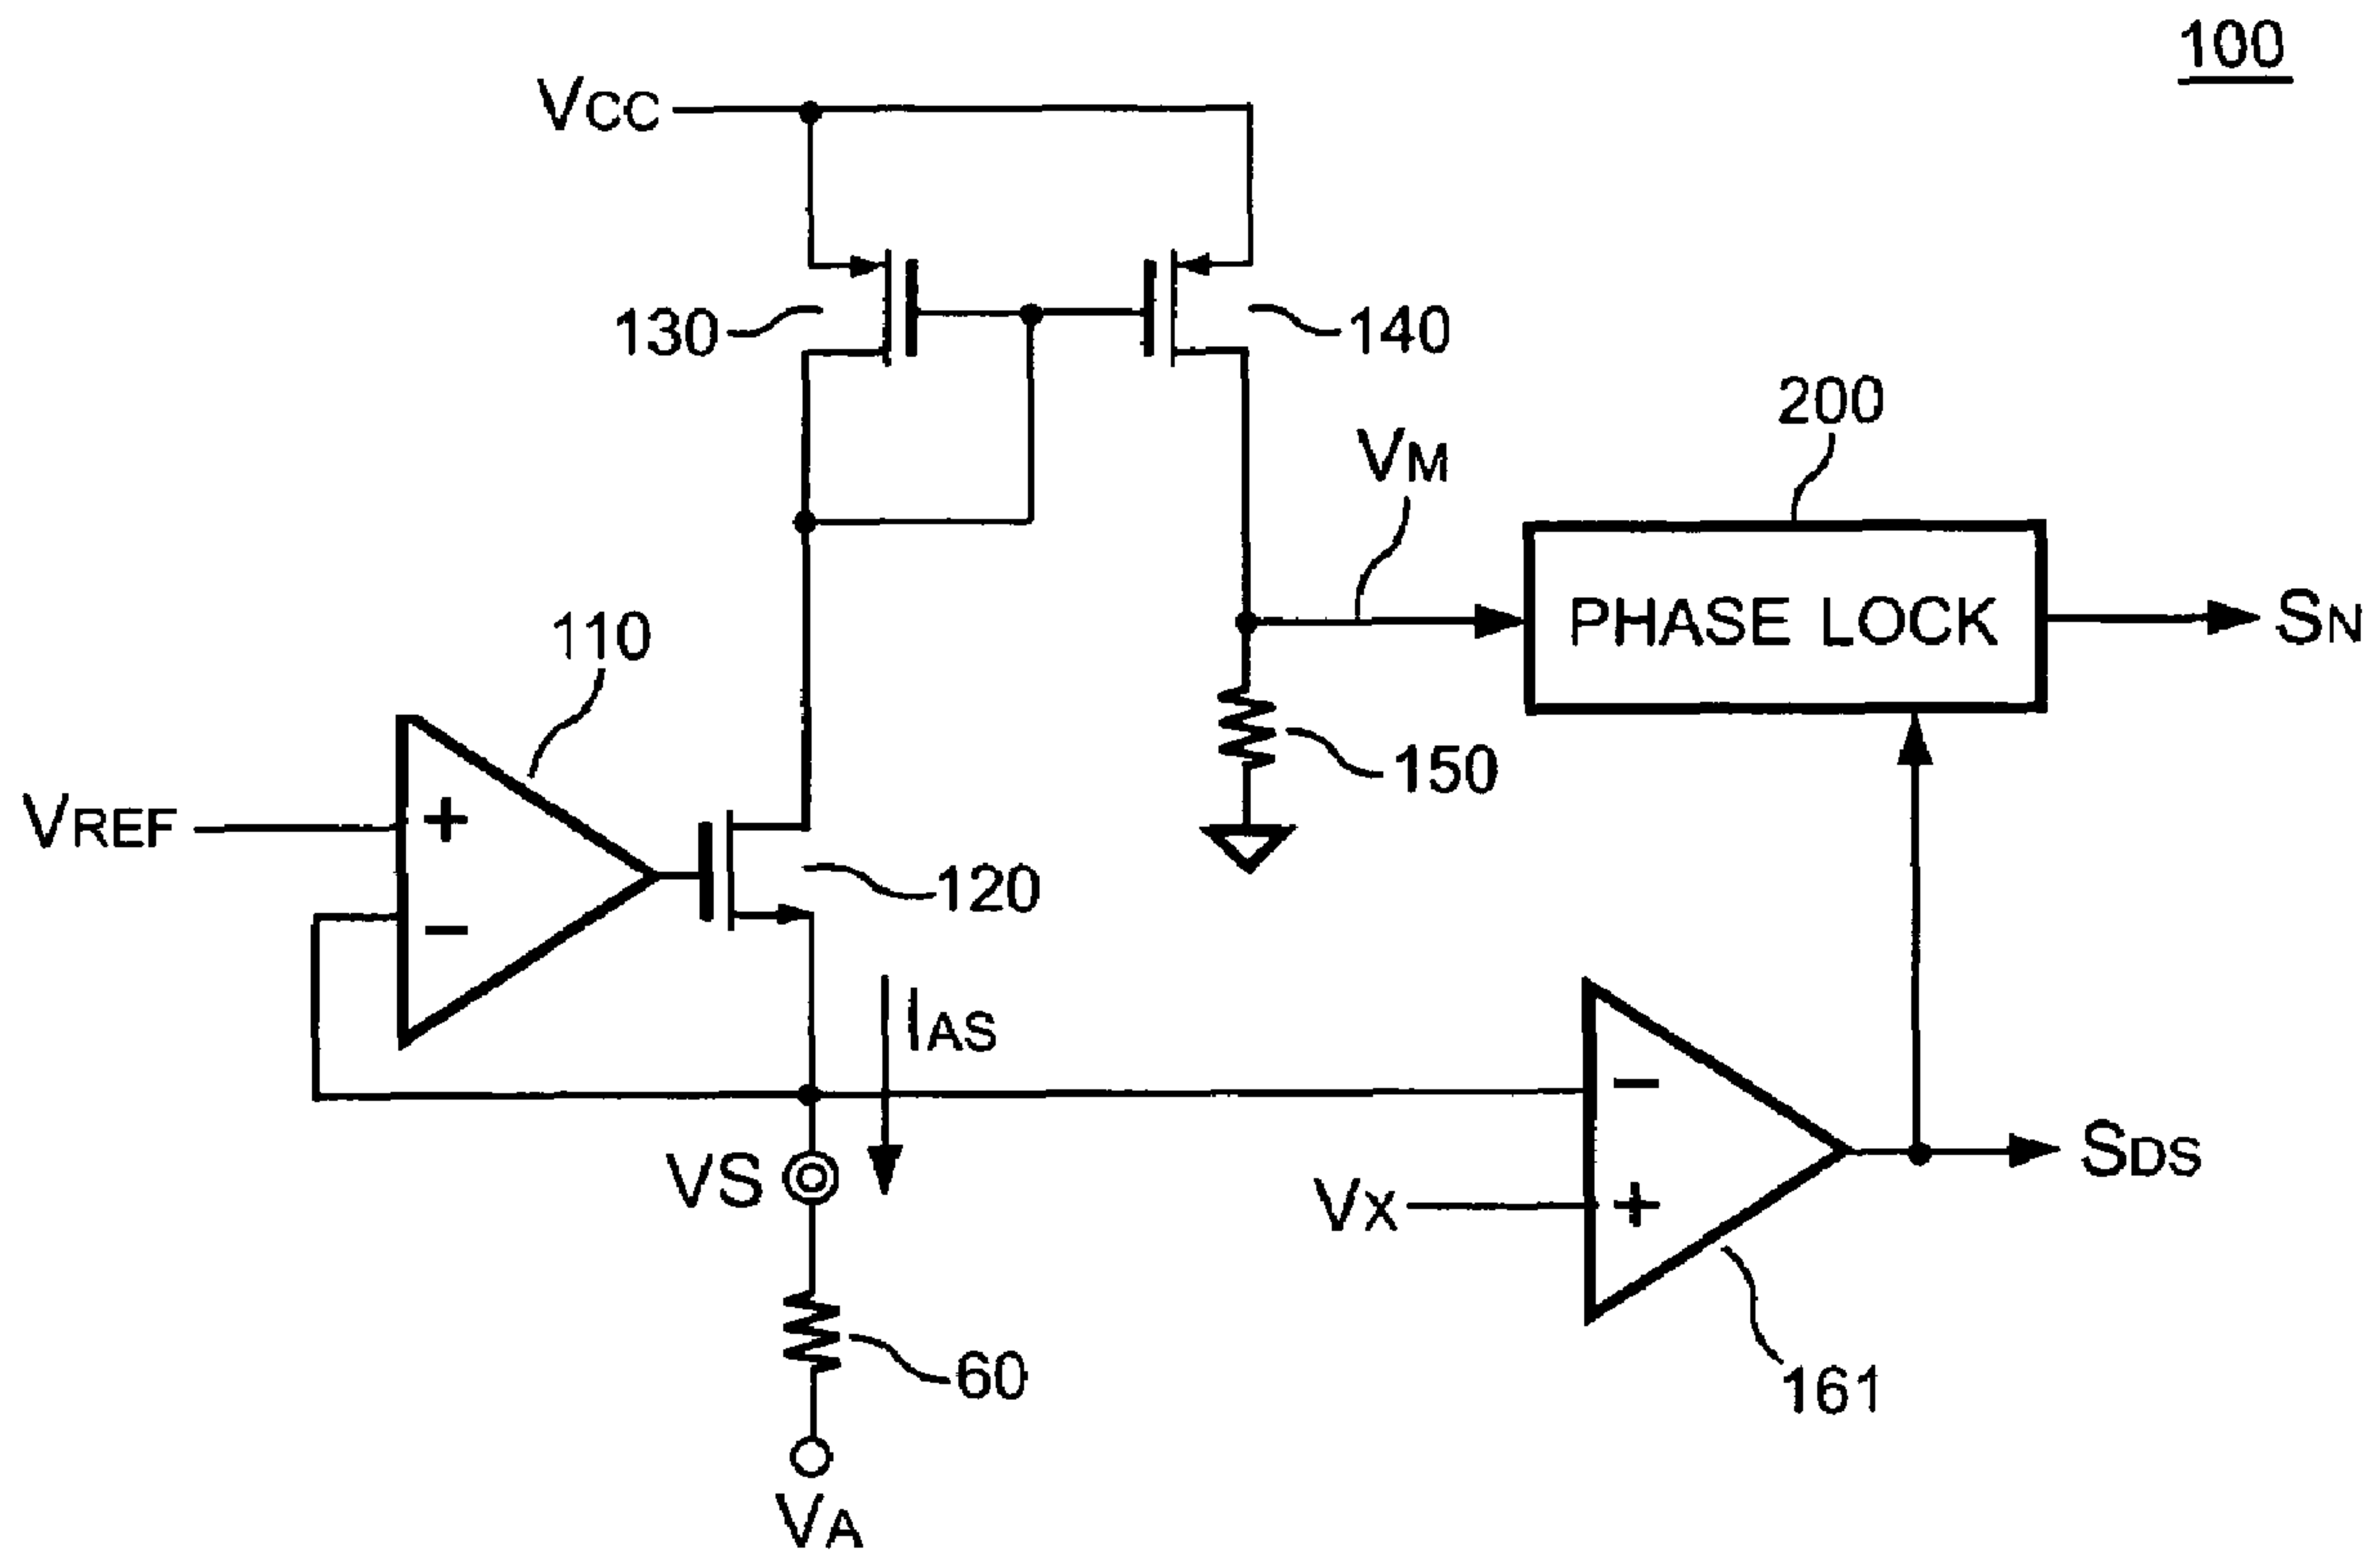 100
VCC
130
140
200
VM
PHASE LOCK
SN
110
150
VREF
+
−
120
IAS
−
VS
SDS
VX
+
60
161
VA